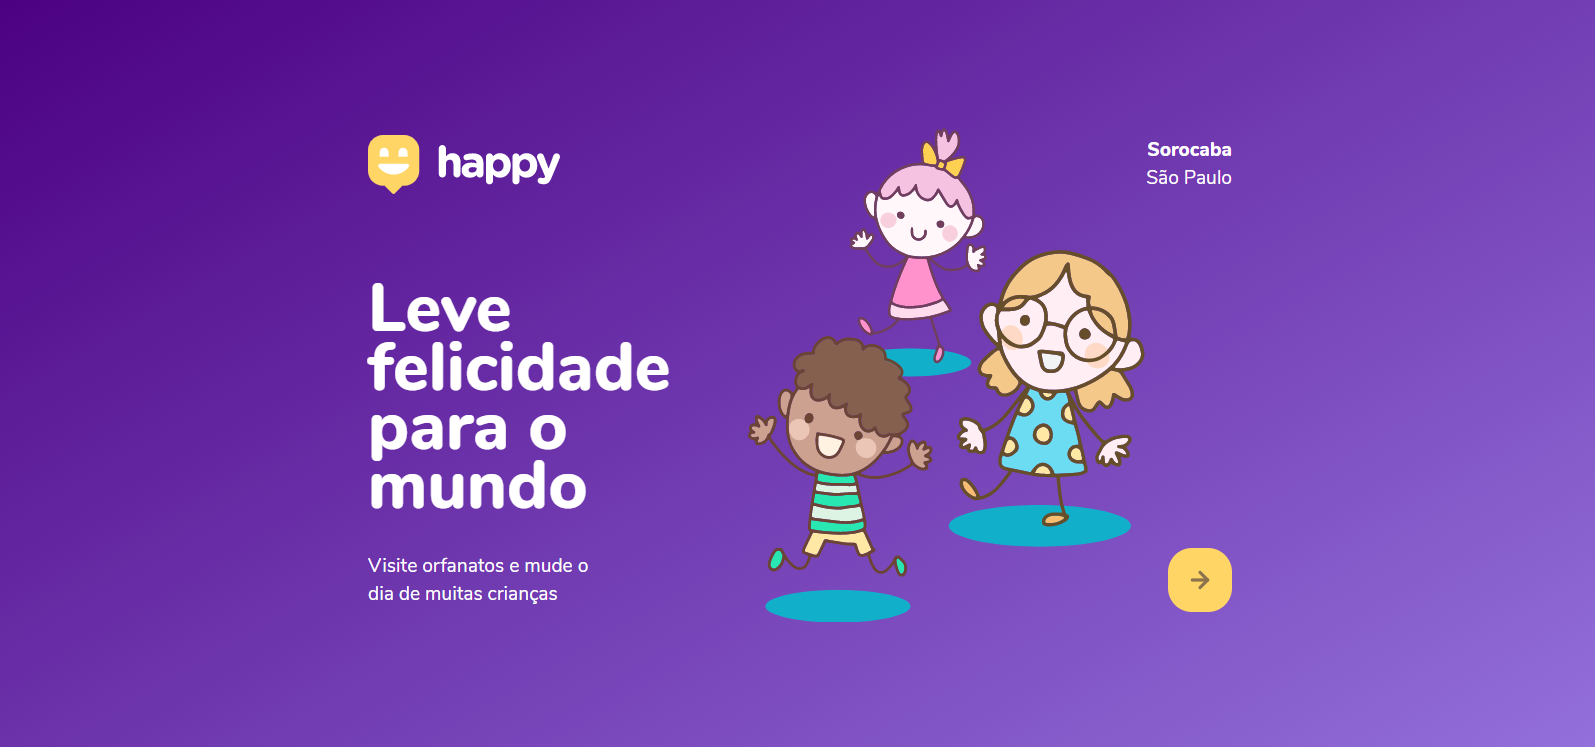 happy
Sorocaba
São Paulo
Leve
felicidade
para o
mundo
Visite orfanatos e mude o
dia de muitas crianças